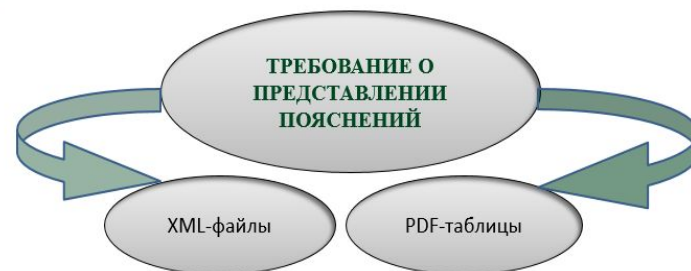 ТРЕБОВАНИЕ О
ПРЕДСТАВЛЕНИИ
ПОЯСНЕНИЙ
XML-файлы
PDF-таблицы